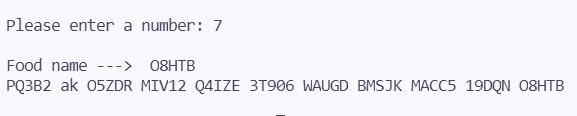 Please enter a number: 7
Food name --->  O8HTB
PQ3B2 ak O5ZDR MIV12 Q4IZE 3T906 WAUGD BMSJK MACC5 19DQN O8HTB